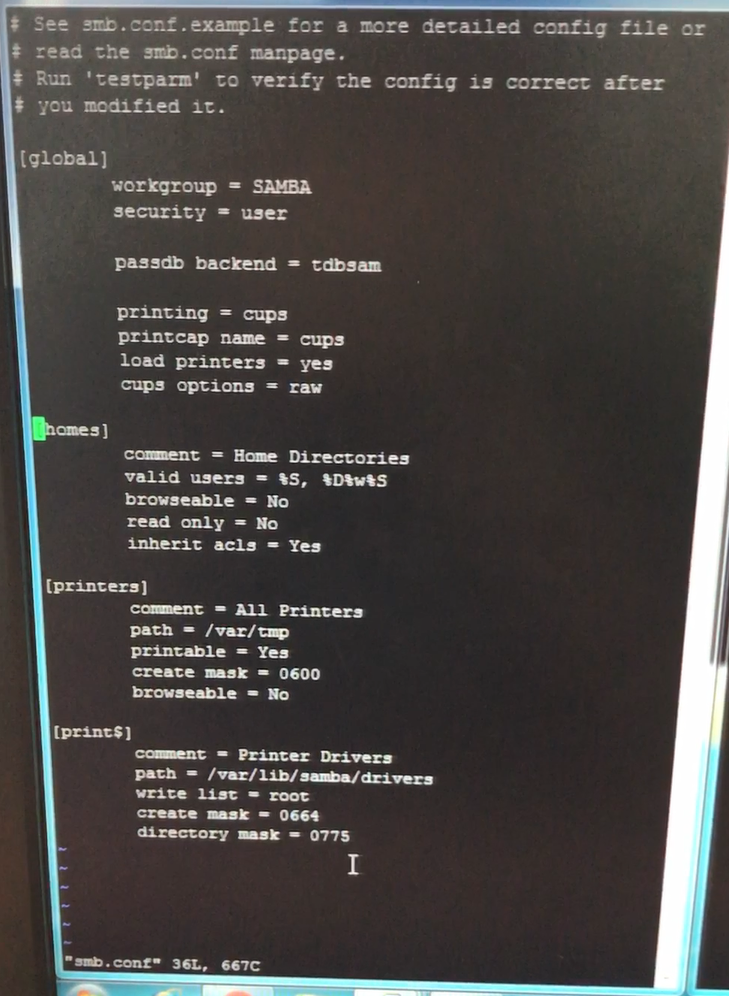 # See smb.conf.example for a more detailed config file or
# read the smb.conf manpage.
# Run 'testparm' to verify the config is correct after
# you modified it.
[global]
workgroup = SAMBA
security = user
passdb backend = tdbsam
printing = cups
printcap name = cups
load printers = yes
cups options = raw
[homes]
comment = Home Directories
valid users = %S, %D%w%S
browseable = No
read only = No
inherit acls = Yes
[printers]
comment = All Printers
path = /var/tmp
printable = Yes
create mask = 0600
browseable = No
[print$]
comment = Printer Drivers
path = /var/lib/samba/drivers
write list = root
create mask = 0664
directory mask = 0775
~
~
~
~
~
~
"smb.conf" 36L, 667C